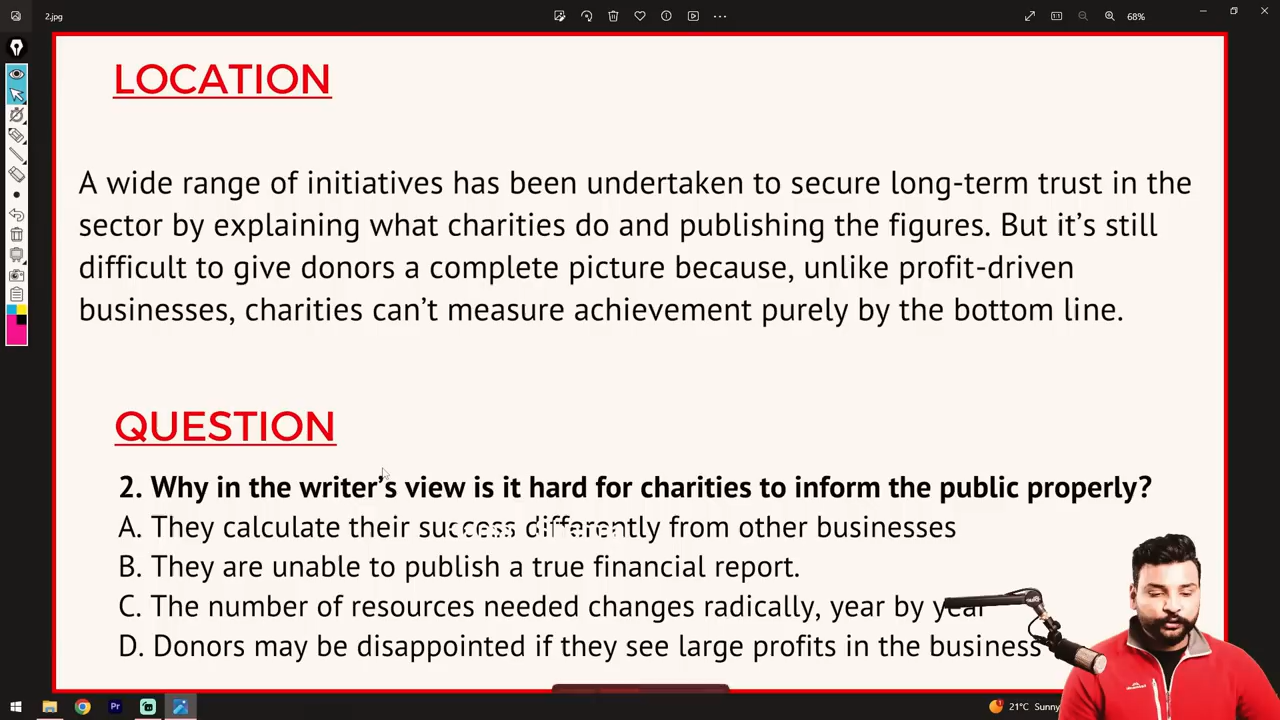 2.jpg
68%
LOCATION
A wide range of initiatives has been undertaken to secure long-term trust in the
sector by explaining what charities do and publishing the figures. But it's still
difficult to give donors a complete picture because, unlike profit-driven
businesses, charities can't measure achievement purely by the bottom line.
QUESTION
2. Why in the writer's view is it hard for charities to inform the public properly?
A. They calculate their success differently from other businesses
B. They are unable to publish a true financial report.
C. The number of resources needed changes radically, year by year
D. Donors may be disappointed if they see large profits in the business
21°C Sunny